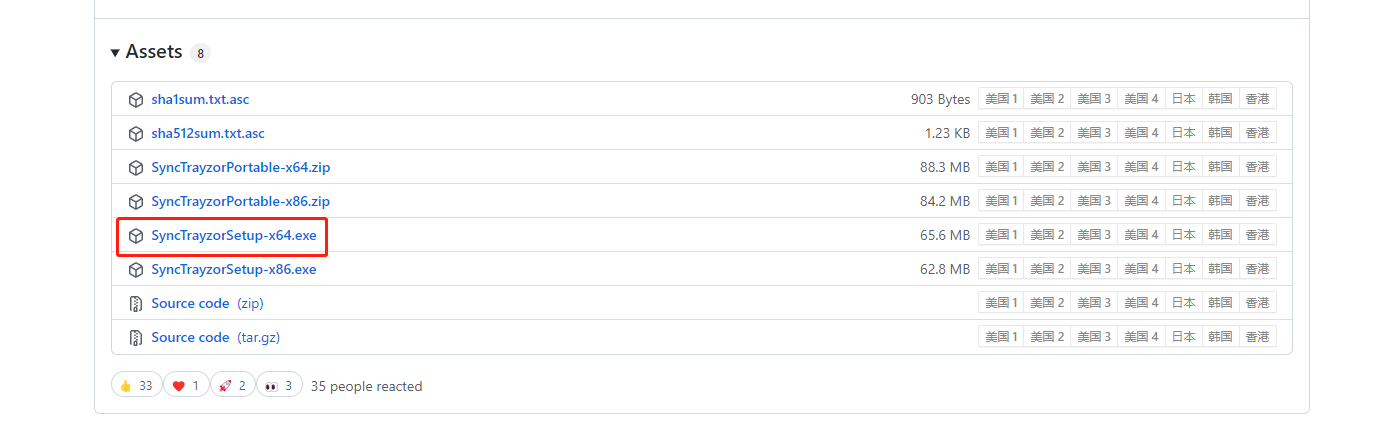 Assets 8
sha1sum.txt.asc 903 Bytes 美国 1 美国 2 美国 3 美国 4 日本 韩国 香港
sha512sum.txt.asc 1.23 KB 美国 1 美国 2 美国 3 美国 4 日本 韩国 香港
SyncTrayzorPortable-x64.zip 88.3 MB 美国 1 美国 2 美国 3 美国 4 日本 韩国 香港
SyncTrayzorPortable-x86.zip 84.2 MB 美国 1 美国 2 美国 3 美国 4 日本 韩国 香港
SyncTrayzorSetup-x64.exe 65.6 MB 美国 1 美国 2 美国 3 美国 4 日本 韩国 香港
SyncTrayzorSetup-x86.exe 62.8 MB 美国 1 美国 2 美国 3 美国 4 日本 韩国 香港
Source code (zip) 美国 1 美国 2 美国 3 美国 4 日本 韩国 香港
Source code (tar.gz) 美国 1 美国 2 美国 3 美国 4 日本 韩国 香港
33 1 2 3 35 people reacted